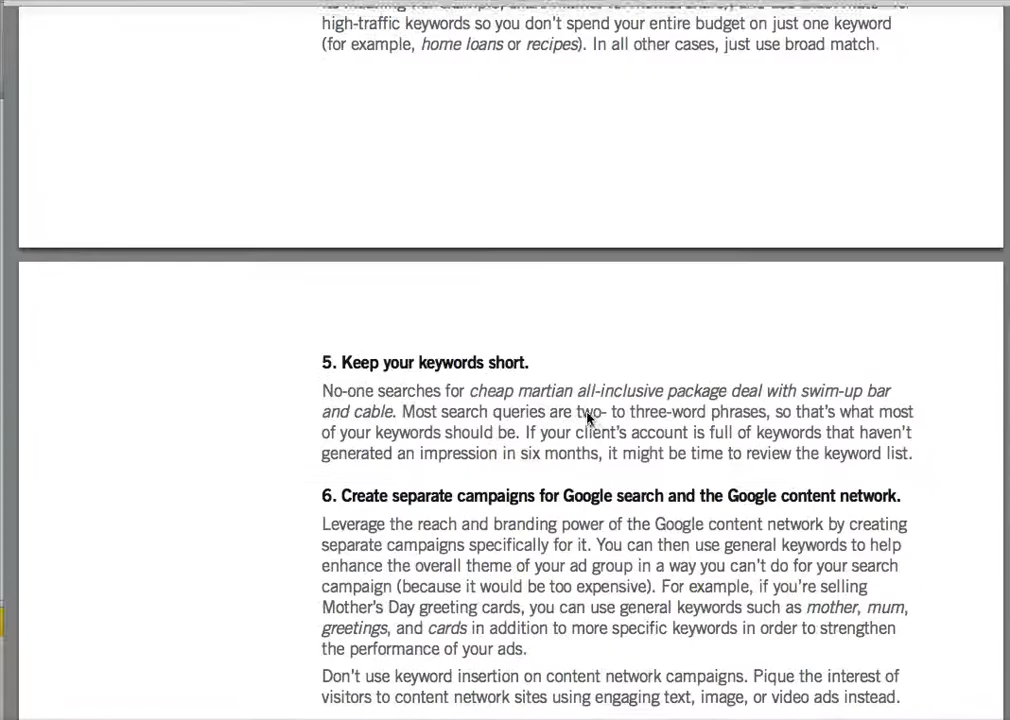 high-traffic keywords so you don't spend your entire budget on just one keyword
(for example, home loans or recipes). In all other cases, just use broad match.
5. Keep your keywords short.
No-one searches for cheap martian all-inclusive package deal with swim-up bar
and cable. Most search queries are two- to three-word phrases, so that's what most
of your keywords should be. If your client's account is full of keywords that haven't
generated an impression in six months, it might be time to review the keyword list.
6. Create separate campaigns for Google search and the Google content network.
Leverage the reach and branding power of the Google content network by creating
separate campaigns specifically for it. You can then use general keywords to help
enhance the overall theme of your ad group in a way you can't do for your search
campaign (because it would be too expensive). For example, if you're selling
Mother's Day greeting cards, you can use general keywords such as mother, mum,
greetings, and cards in addition to more specific keywords in order to strengthen
the performance of your ads.
Don't use keyword insertion on content network campaigns. Pique the interest of
visitors to content network sites using engaging text, image, or video ads instead.